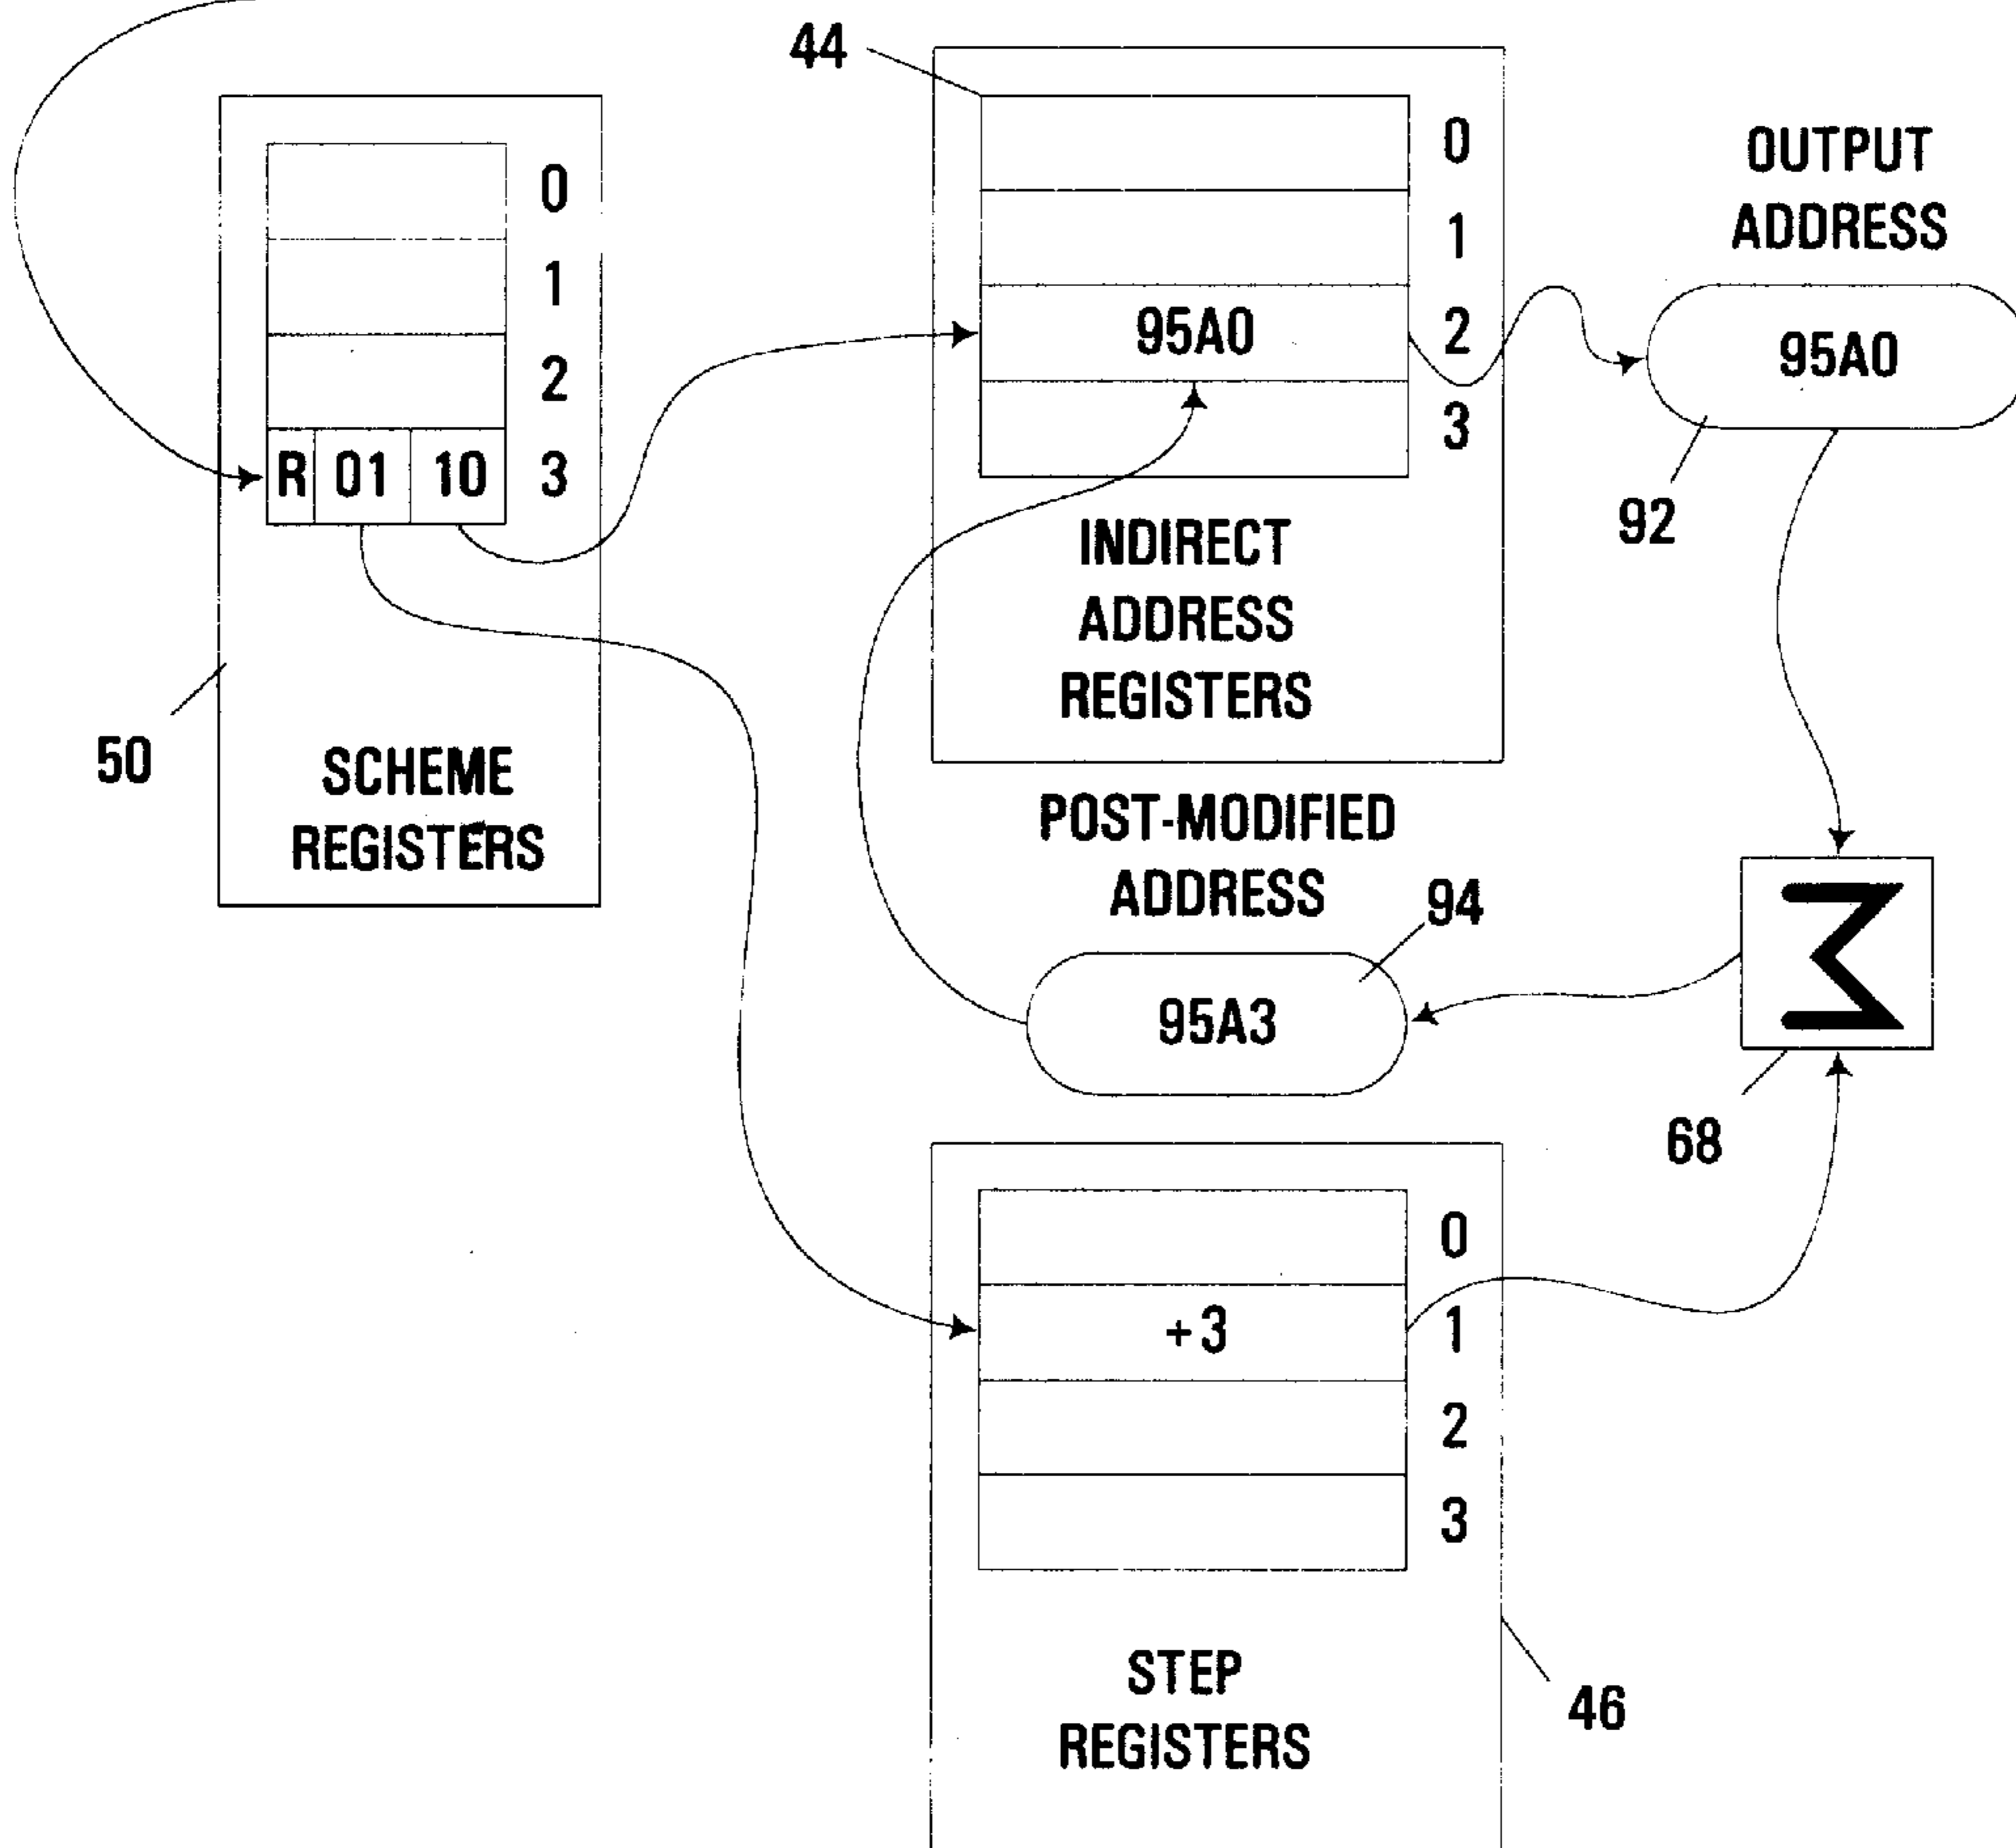 44
0
1
95A0 2
3
INDIRECT
ADDRESS
REGISTERS
0
1
2
R 01 10 3
SCHEME
REGISTERS
50
OUTPUT
ADDRESS
95A0
92
POST-MODIFIED
ADDRESS
94
95A3
Σ
68
0
+3 1
2
3
STEP
REGISTERS
46